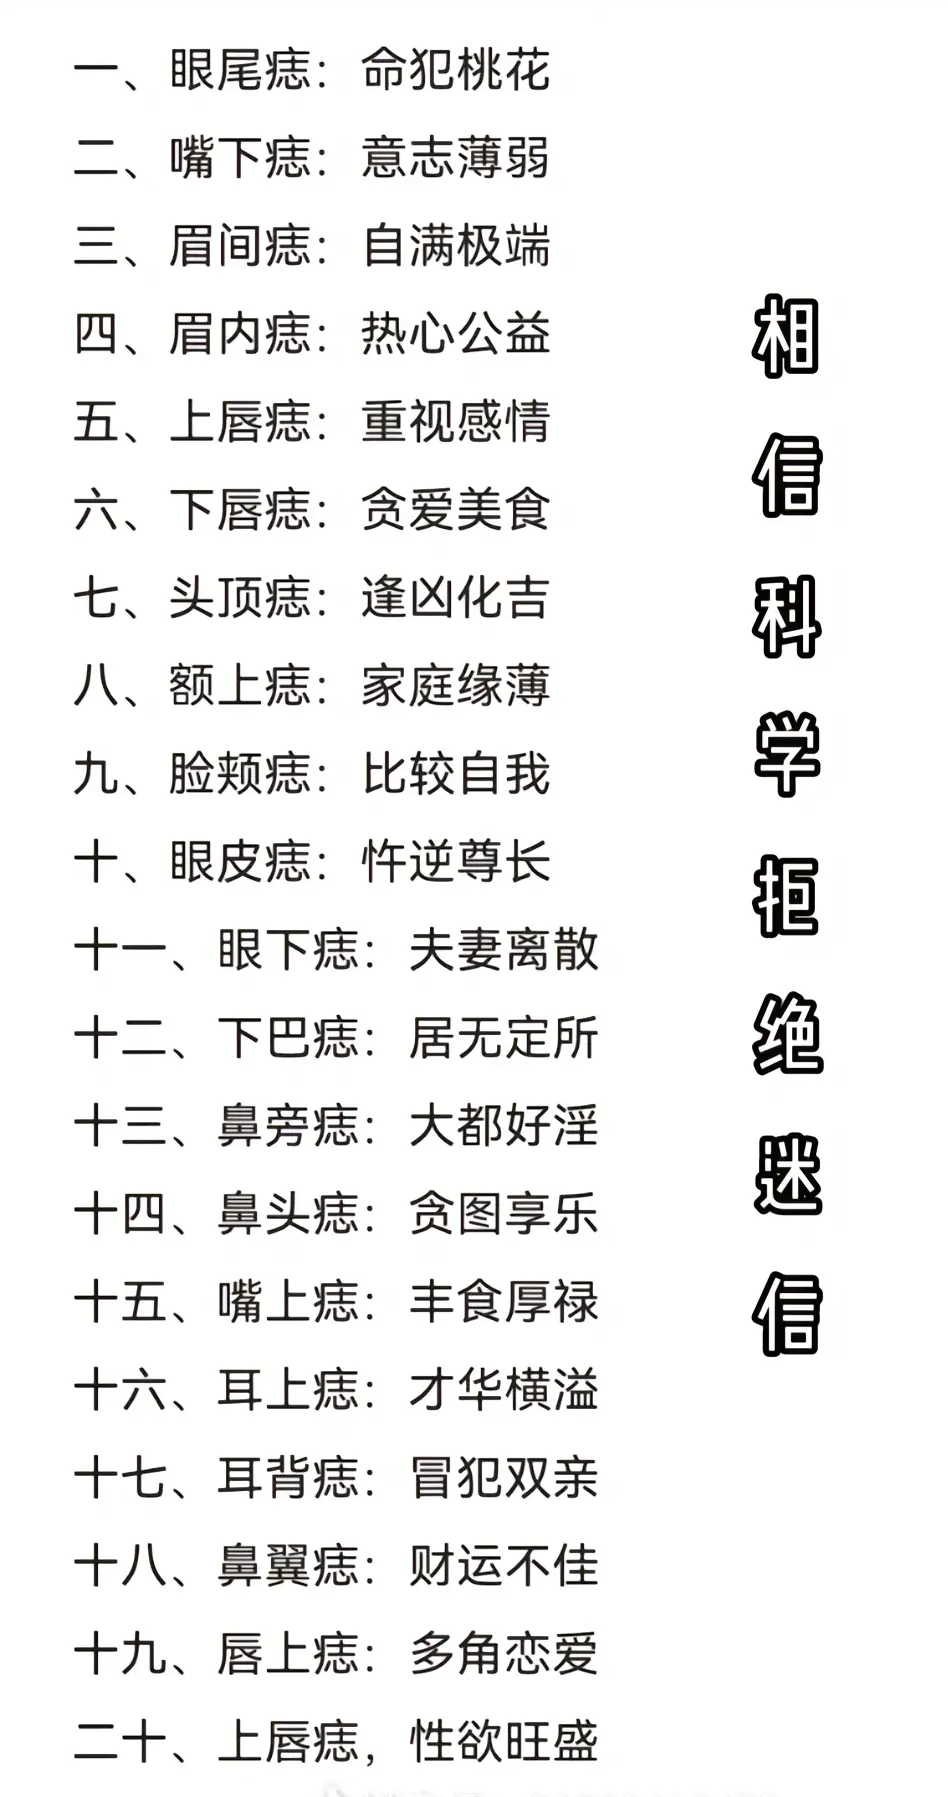 一、眼尾痣：命犯桃花
二、嘴下痣：意志薄弱
三、眉间痣：自满极端
四、眉内痣：热心公益
五、上唇痣：重视感情
六、下唇痣：贪爱美食
七、头顶痣：逢凶化吉
八、额上痣：家庭缘薄
九、脸颊痣：比较自我
十、眼皮痣：忤逆尊长
十一、眼下痣：夫妻离散
十二、下巴痣：居无定所
十三、鼻旁痣：大都好淫
十四、鼻头痣：贪图享乐
十五、嘴上痣：丰食厚禄
十六、耳上痣：才华横溢
十七、耳背痣：冒犯双亲
十八、鼻翼痣：财运不佳
十九、唇上痣：多角恋爱
二十、上唇痣，性欲旺盛
相信科学拒绝迷信